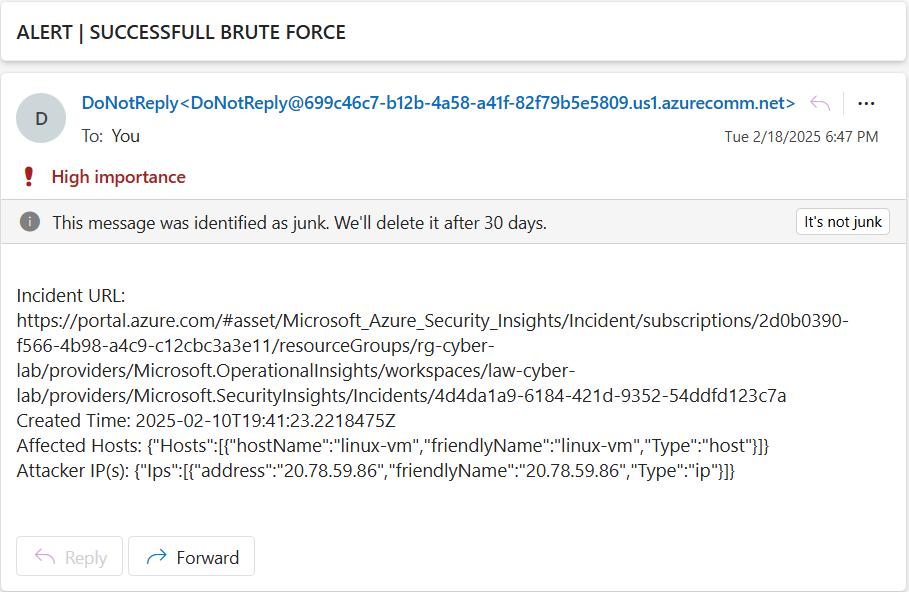 ALERT | SUCCESSFULL BRUTE FORCE
D
DoNotReply<DoNotReply@699c46c7-b12b-4a58-a41f-82f79b5e5809.us1.azurecomm.net>
To: You
Tue 2/18/2025 6:47 PM
High importance
This message was identified as junk. We'll delete it after 30 days.
It's not junk
Incident URL:
https://portal.azure.com/#asset/Microsoft_Azure_Security_Insights/Incident/subscriptions/2d0b0390-
f566-4b98-a4c9-c12cbc3a3e11/resourceGroups/rg-cyber-
lab/providers/Microsoft.OperationalInsights/workspaces/law-cyber-
lab/providers/Microsoft.SecurityInsights/Incidents/4d4da1a9-6184-421d-9352-54ddfd123c7a
Created Time: 2025-02-10T19:41:23.2218475Z
Affected Hosts: {"Hosts":[{"hostName":"linux-vm","friendlyName":"linux-vm","Type":"host"}]}
Attacker IP(s): {"Ips":[{"address":"20.78.59.86","friendlyName":"20.78.59.86","Type":"ip"}]}
Reply
Forward